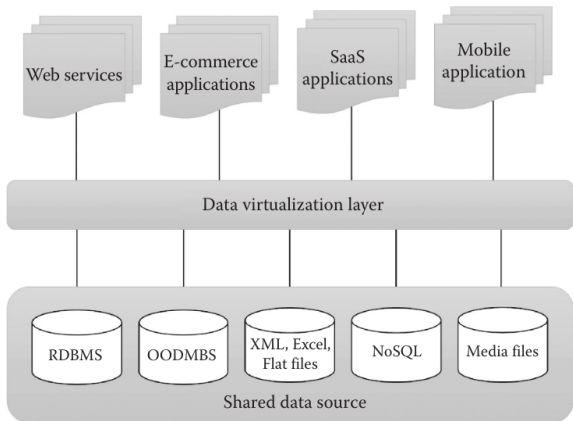 Web services
E-commerce
applications
SaaS
applications
Mobile
application
Data virtualization layer
RDBMS
OODMBS
XML, Excel,
Flat files
NoSQL
Media files
Shared data source